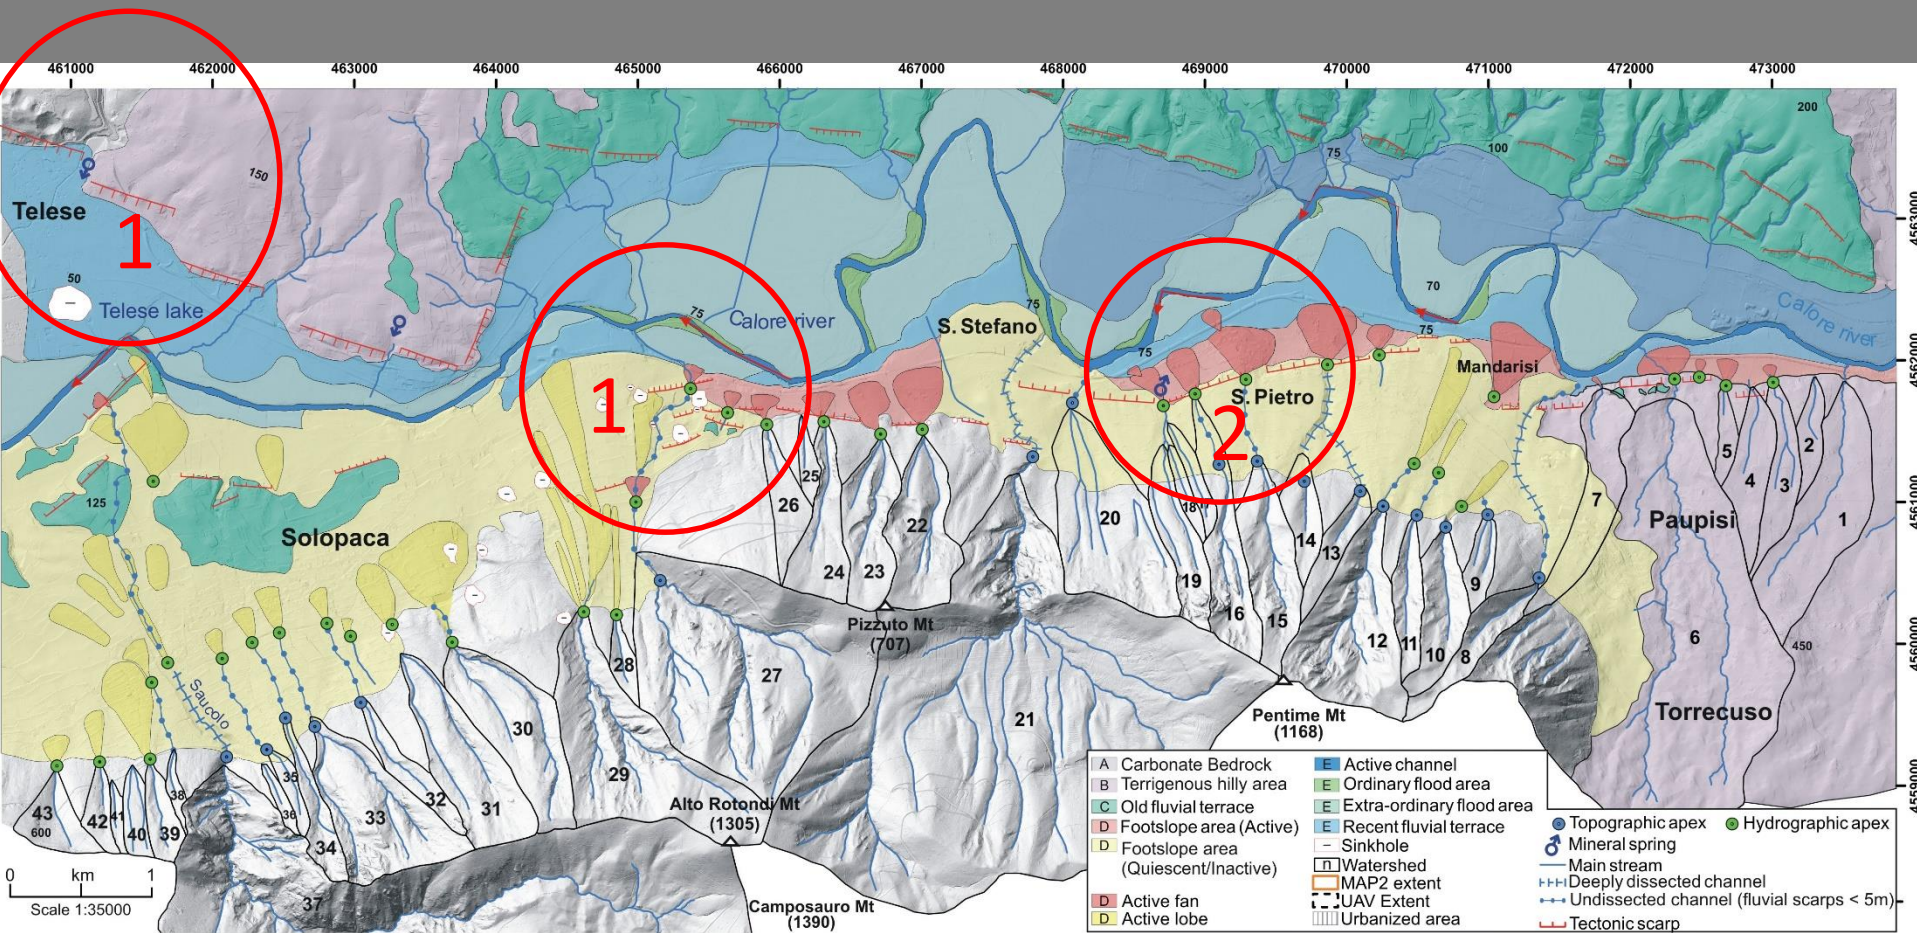 461000 462000 463000 464000 465000 466000 467000 468000 469000 470000 471000 472000 473000
200
75
100
150
4563000
Telese
1
50
Telese lake
75
Calore river
S. Stefano
75
70
Calore river
75
75
4562000
Mandarisi
1
S. Pietro
2
5
2
4
3
25
26
125
18
20
22
7
4561000
Paupisi
1
Solopaca
14
13
24
23
19
9
16
15
Pizzuto Mt
(707)
12
11
10
8
6
450
4560000
28
27
Saucolo
30
21
Torrecuso
Pentime Mt
(1168)
29
35
38
32
31
33
36
43
42
41
40
39
600
34
Alto Rotondi Mt
(1305)
4559000
37
Camposauro Mt
(1390)
0 km 1
Scale 1:35000
A Carbonate Bedrock
B Terrigenous hilly area
C Old fluvial terrace
D Footslope area (Active)
D Footslope area
(Quiescent/Inactive)
D Active fan
D Active lobe
E Active channel
E Ordinary flood area
E Extra-ordinary flood area
E Recent fluvial terrace
Sinkhole
n Watershed
MAP2 extent
UAV Extent
Urbanized area
Topographic apex
Hydrographic apex
Mineral spring
Main stream
Deeply dissected channel
Undissected channel (fluvial scarps < 5m)
Tectonic scarp